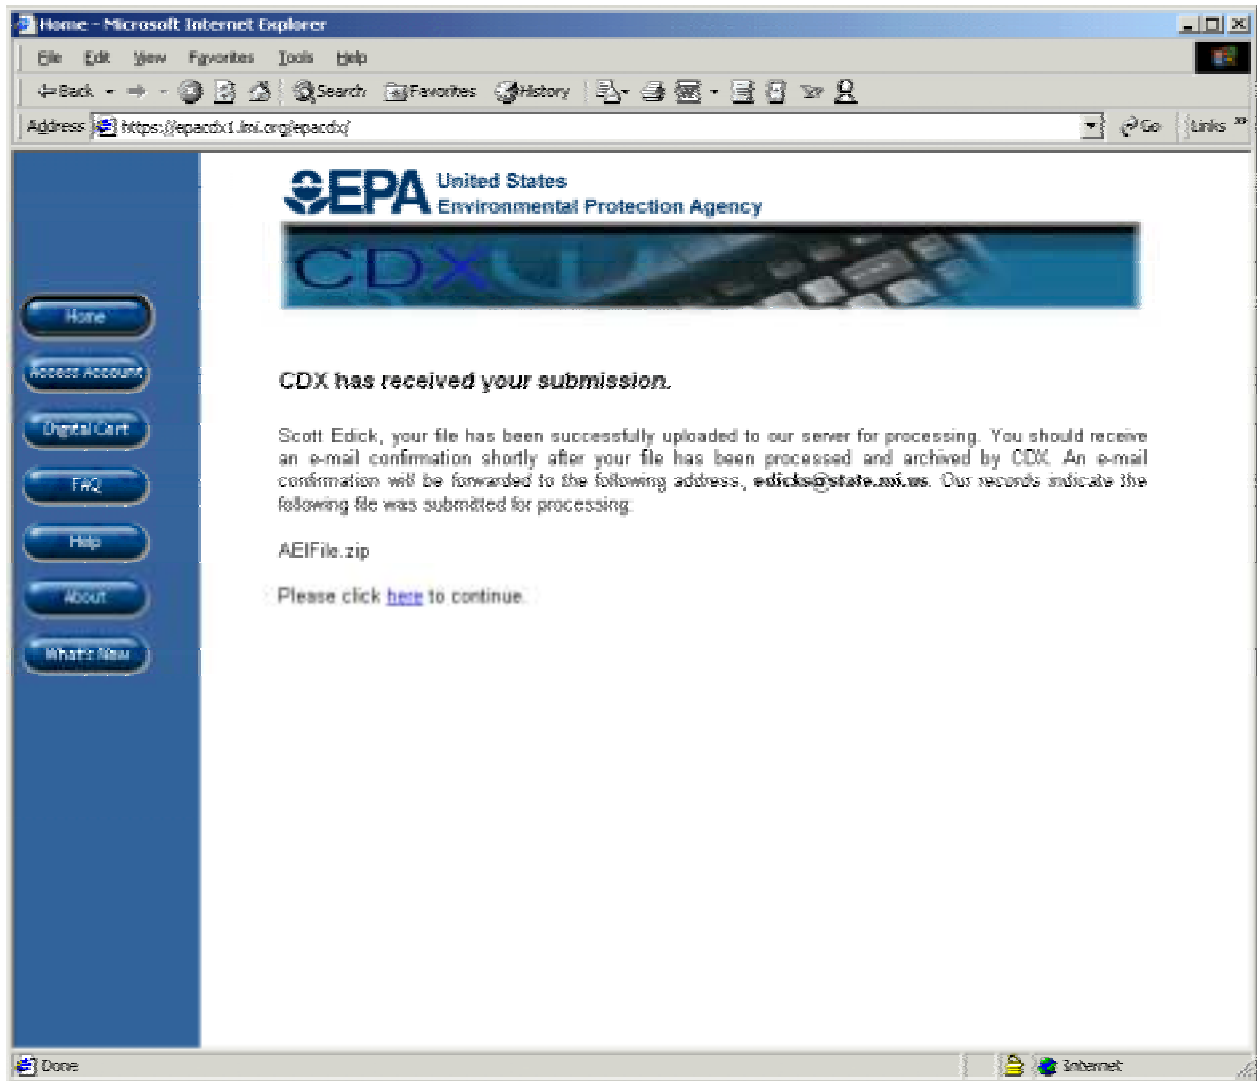 Home - Microsoft Internet Explorer
File Edit View Favorites Tools Help
Back Search Favorites History
Address https://epacdx1.lmi.org/epacdx/ Go Links »
EPA United States
Environmental Protection Agency
CDX
Home
Access Account
Digital Cert
FAQ
Help
About
What's New
CDX has received your submission.
Scott Edick, your file has been successfully uploaded to our server for processing. You should receive
an e-mail confirmation shortly after your file has been processed and archived by CDX. An e-mail
confirmation will be forwarded to the following address, edicks@state.mi.us. Our records indicate the
following file was submitted for processing:
AEIFile.zip
Please click here to continue.
Done Internet